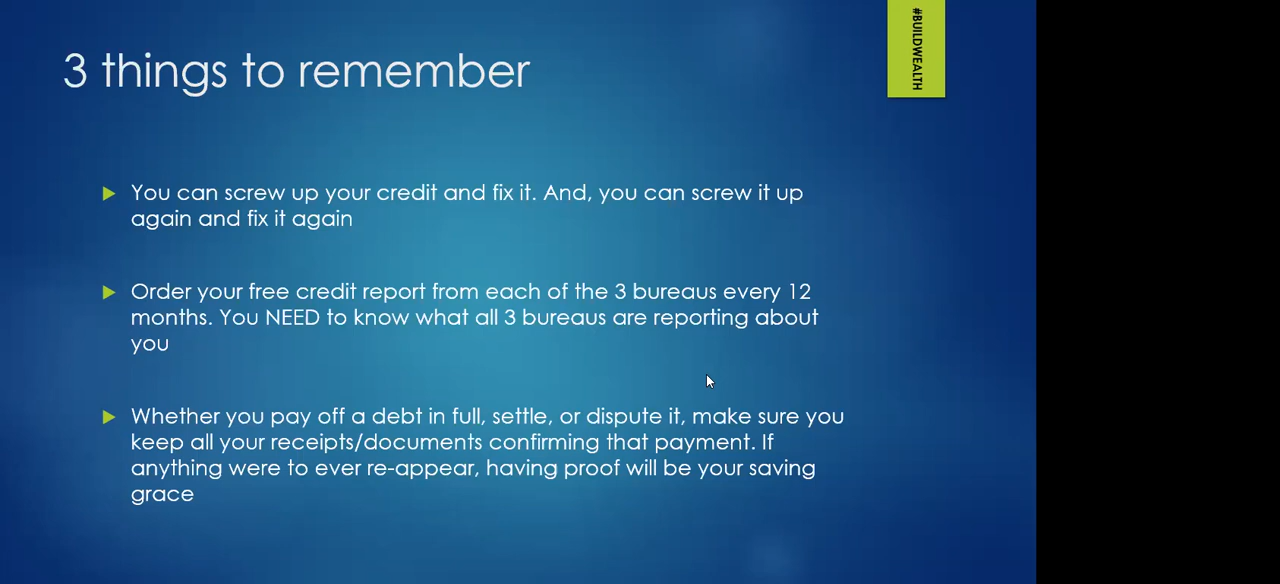 #BUILDWEALTH
3 things to remember
You can screw up your credit and fix it. And, you can screw it up
again and fix it again
Order your free credit report from each of the 3 bureaus every 12
months. You NEED to know what all 3 bureaus are reporting about
you
Whether you pay off a debt in full, settle, or dispute it, make sure you
keep all your receipts/documents confirming that payment. If
anything were to ever re-appear, having proof will be your saving
grace